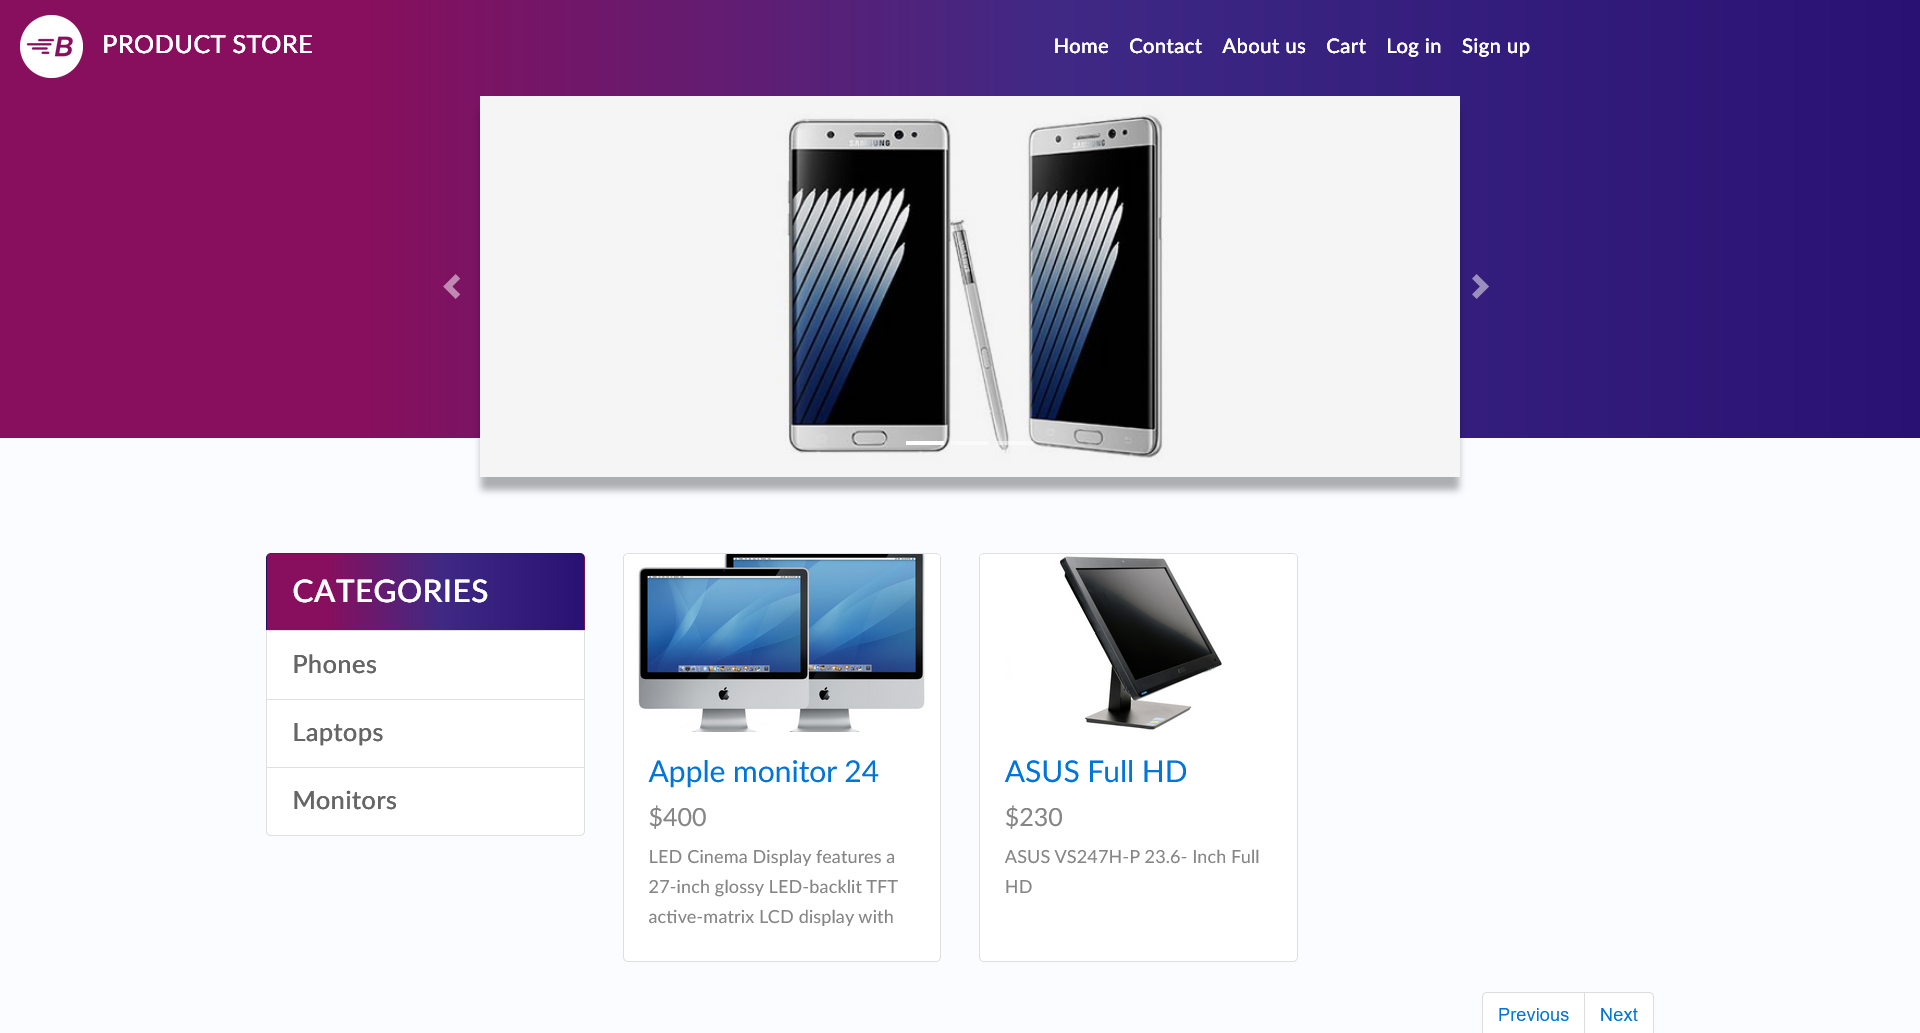 B PRODUCT STORE
Home Contact About us Cart Log in Sign up
SAMSUNG
SAMSUNG
CATEGORIES
Phones
Laptops
Monitors
Apple monitor 24
$400
LED Cinema Display features a
27-inch glossy LED-backlit TFT
active-matrix LCD display with
ASUS Full HD
$230
ASUS VS247H-P 23.6- Inch Full
HD
Previous Next